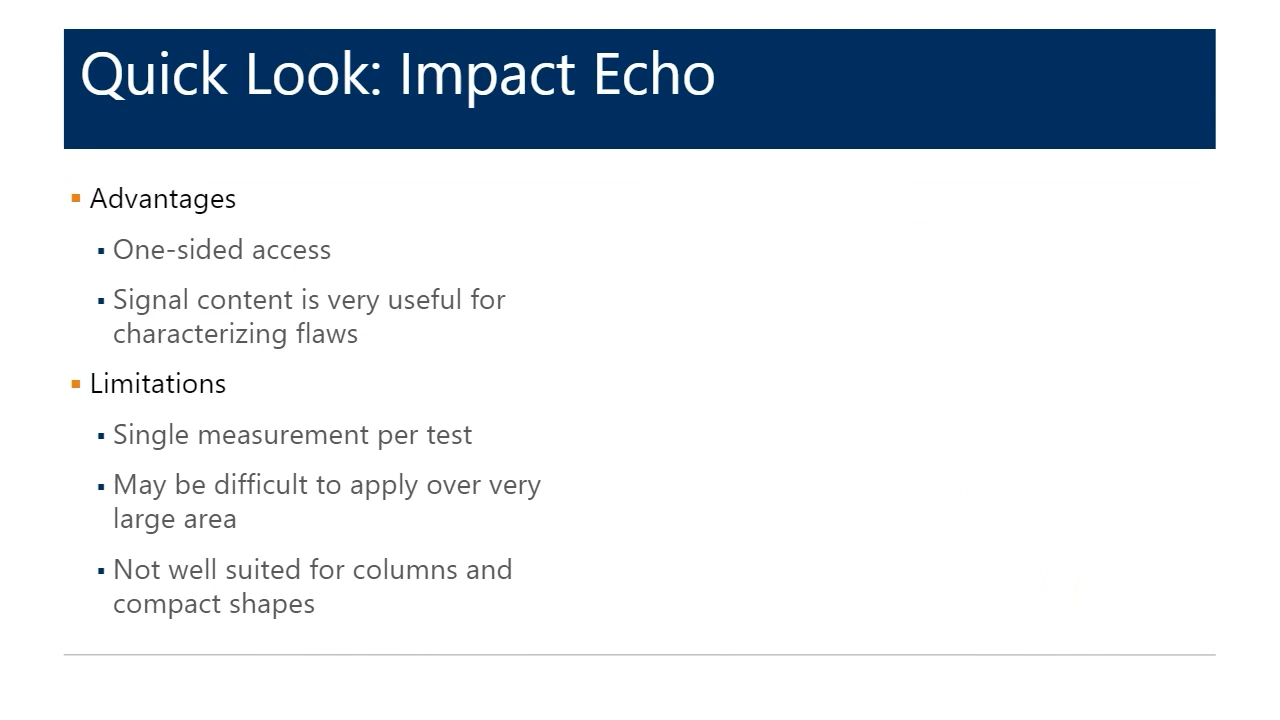 Quick Look: Impact Echo
Advantages
One-sided access
Signal content is very useful for
characterizing flaws
Limitations
Single measurement per test
May be difficult to apply over very
large area
Not well suited for columns and
compact shapes